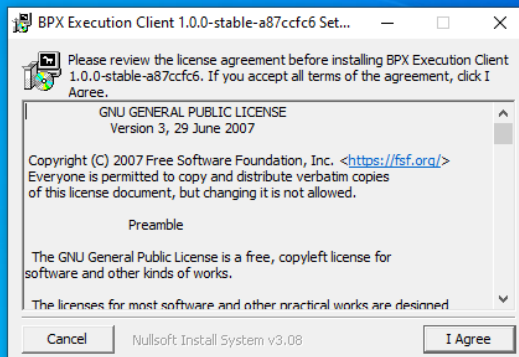 BPX Execution Client 1.0.0-stable-a87ccfc6 Set...
Please review the license agreement before installing BPX Execution Client
1.0.0-stable-a87ccfc6. If you accept all terms of the agreement, click I
Agree.
GNU GENERAL PUBLIC LICENSE
Version 3, 29 June 2007
Copyright (C) 2007 Free Software Foundation, Inc. <https://fsf.org/>
Everyone is permitted to copy and distribute verbatim copies
of this license document, but changing it is not allowed.
Preamble
The GNU General Public License is a free, copyleft license for
software and other kinds of works.
The licenses for most software and other practical works are designed
Cancel
Nullsoft Install System v3.08
I Agree